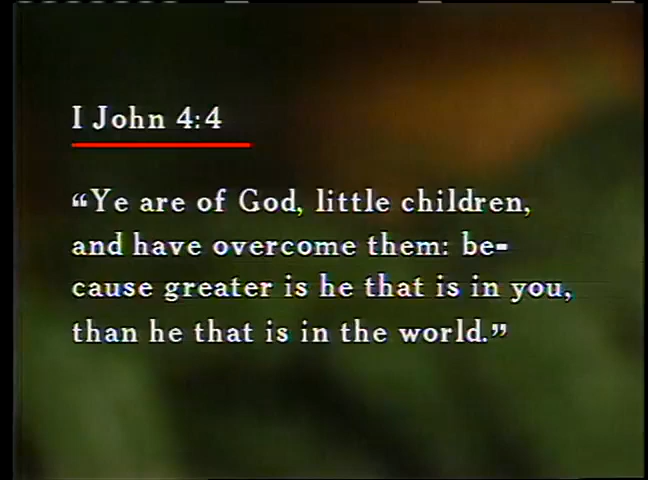 I John 4:4
“Ye are of God, little children,
and have overcome them: be-
cause greater is he that is in you,
than he that is in the world.”